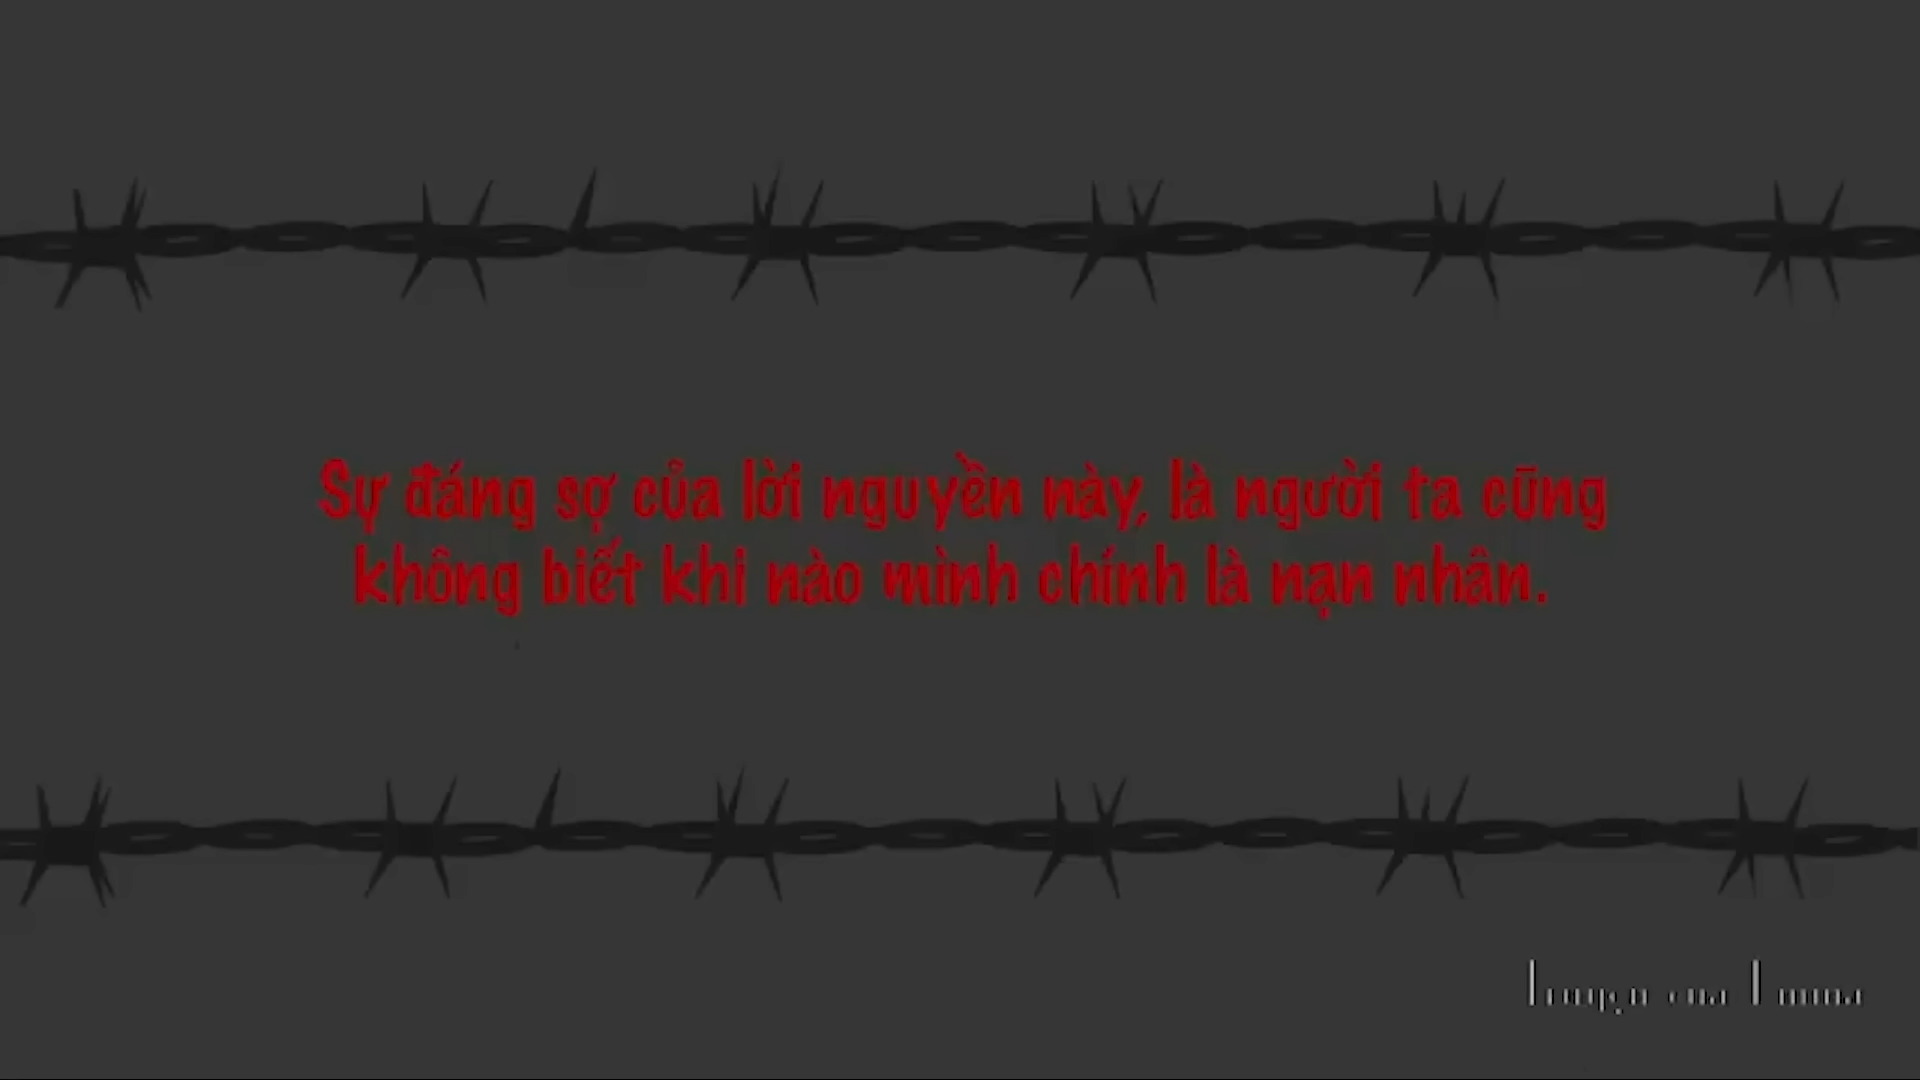 Sự đáng sợ của lời nguyền này, là người ta cũng
không biết khi nào mình chính là nạn nhân.